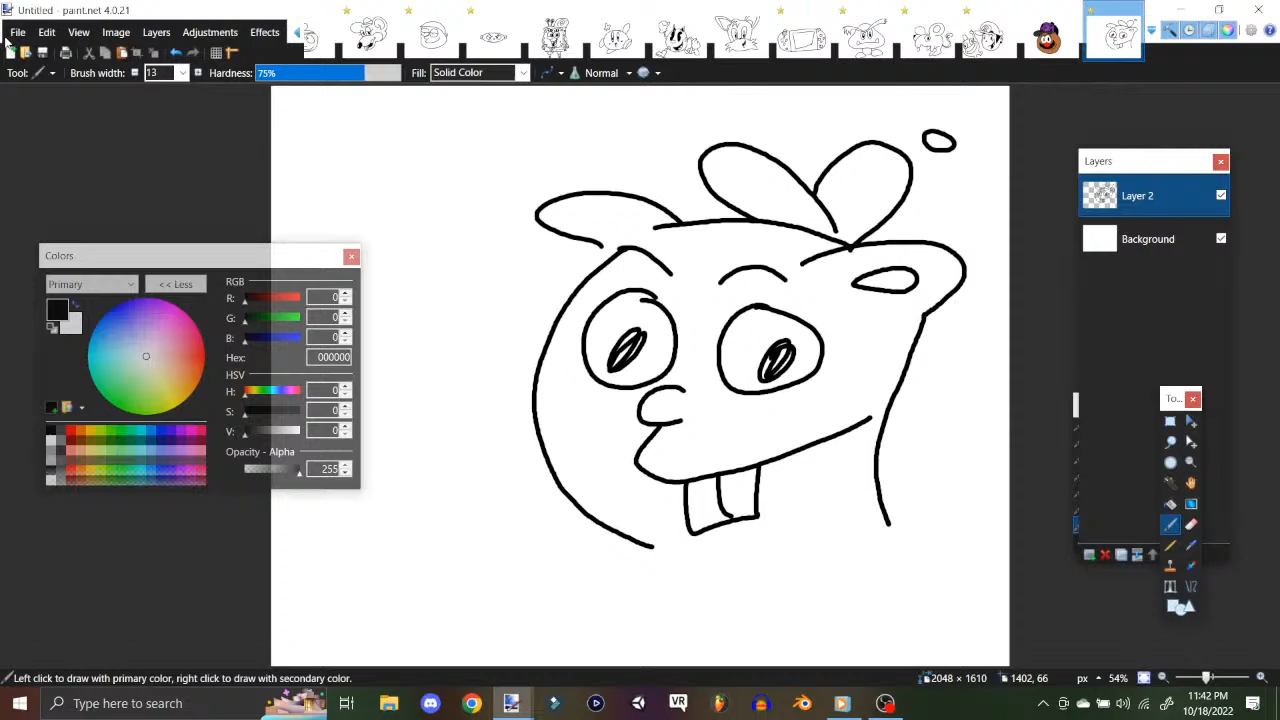 Untitled - paint.net 4.0.21
File Edit View Image Layers Adjustments Effects
Tool: Brush width: 13 Hardness: 75% Fill: Solid Color Normal
Layers
Layer 2
Background
Colors
Primary
<< Less
RGB
R: 0
G: 0
B: 0
Hex: 000000
HSV
H: 0
S: 0
V: 0
Opacity - Alpha
255
To...
Left click to draw with primary color, right click to draw with secondary color.
2048 × 1610
1402, 66
px
54%
Type here to search
VR
11:42 PM
10/18/2022